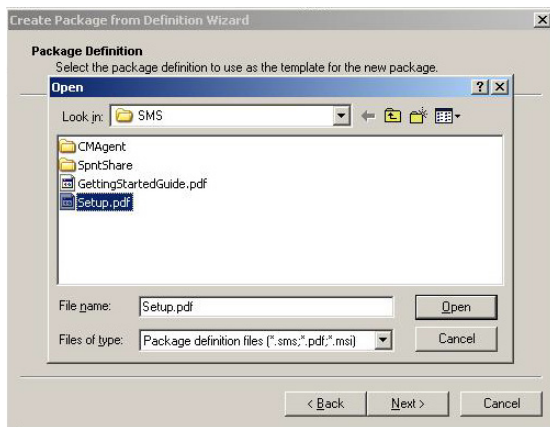 Create Package from Definition Wizard
Package Definition
Select the package definition to use as the template for the new package.
Open
Look in: SMS
CMAgent
SpntShare
GettingStartedGuide.pdf
Setup.pdf
File name: Setup.pdf Open
Files of type: Package definition files (*.sms;*.pdf;*.msi) Cancel
< Back Next > Cancel